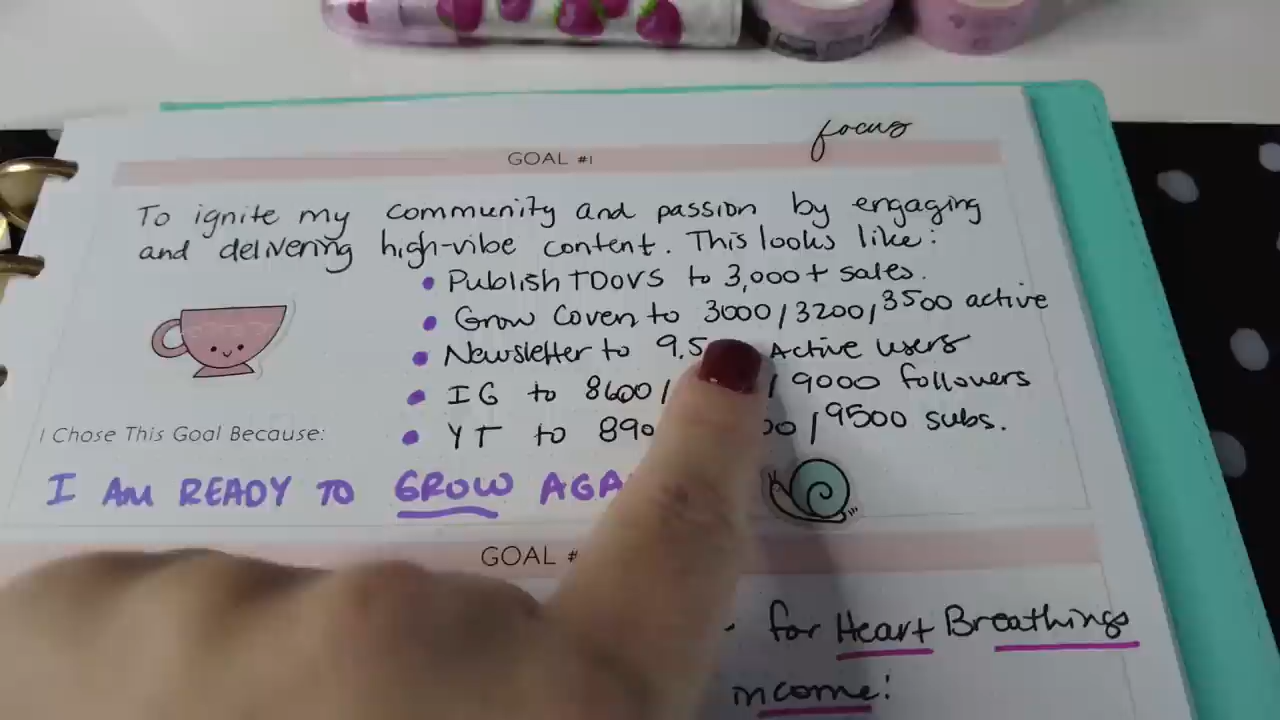 focus
GOAL #1
To ignite my community and passion by engaging
and delivering high-vibe content. This looks like:
• Publish TDOVS to 3,000+ sales.
• Grow Coven to 3000/3200/3500 active
• Newsletter to 9,5 Active users
• IG to 8600/ / 9000 followers
• YT to 890 00/9500 subs.
I Chose This Goal Because:
I AM READY TO GROW AGA
GOAL #
for Heart Breathings
income: